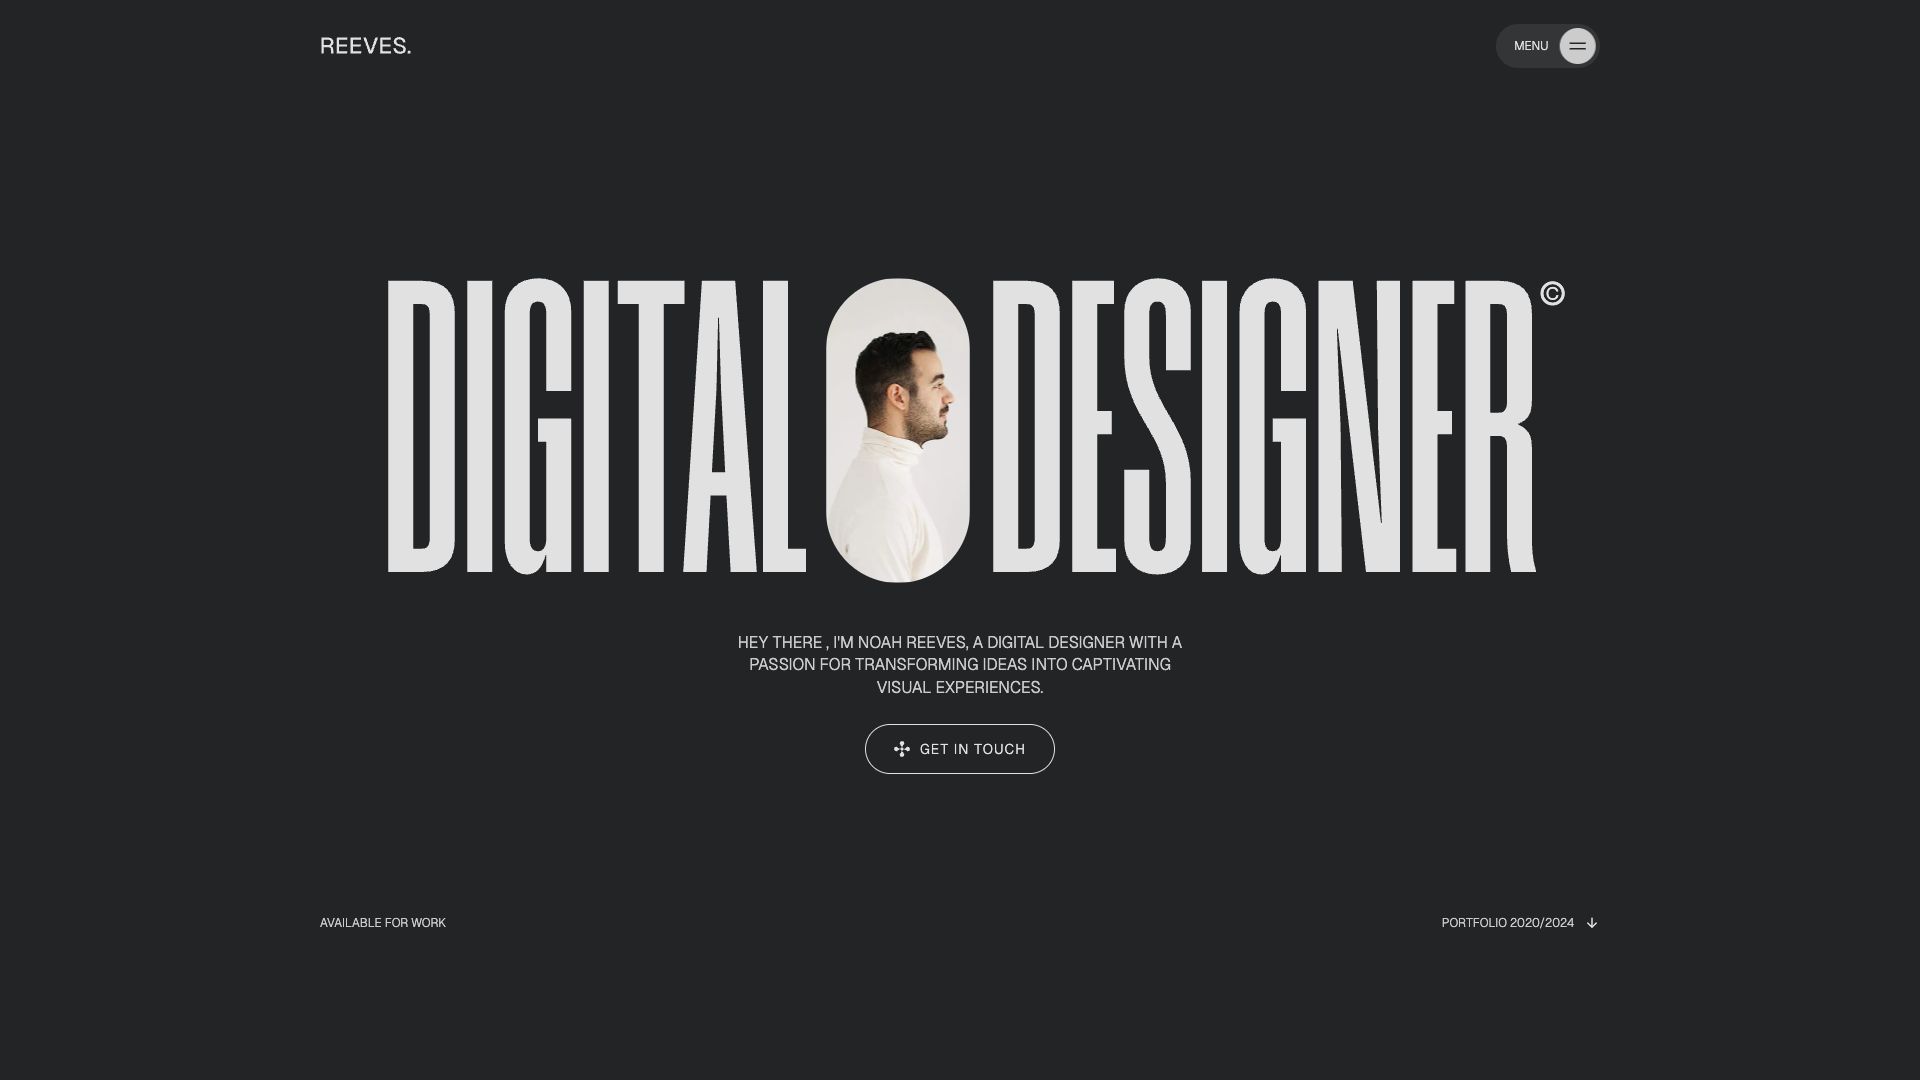 REEVES.
MENU
DIGITAL DESIGNER©
HEY THERE , I'M NOAH REEVES, A DIGITAL DESIGNER WITH A
PASSION FOR TRANSFORMING IDEAS INTO CAPTIVATING
VISUAL EXPERIENCES.
GET IN TOUCH
AVAILABLE FOR WORK
PORTFOLIO 2020/2024